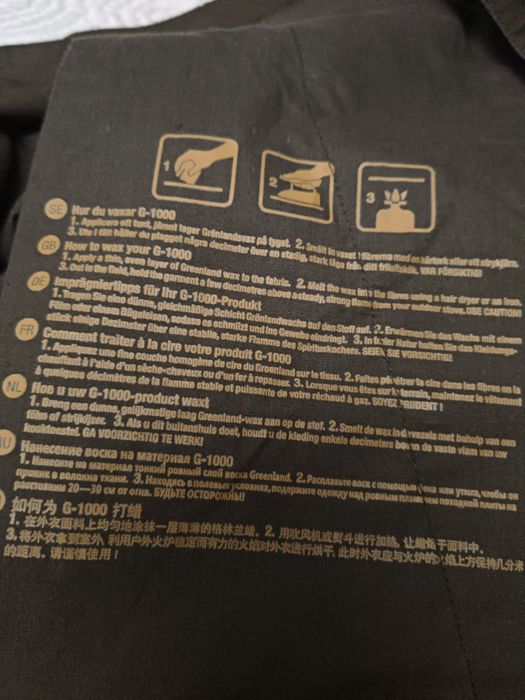 1
2
3
SE Hur du vaxar G-1000
1. Applicera ett tunt, jämnt lager Grönlandsvax på tyget. 2. Smält in vaxet i fibrerna med en hårtork eller ett strykjärn.
3. Ute i fält håller du plagget några decimeter över en stadig, stark låga från ditt friluftskök. VAR FÖRSIKTIG!
GB How to wax your G-1000
1. Apply a thin, even layer of Greenland wax to the fabric. 2. Melt the wax into the fibres using a hair dryer or an iron.
3. Out in the field, hold the garment a few decimetres above a steady, strong flame from your outdoor stove. USE CAUTION!
DE Imprägniertipps für Ihr G-1000-Produkt
1. Tragen Sie eine dünne, gleichmäßige Schicht Grönlandwachs auf den Stoff auf. 2. Erwärmen Sie das Wachs mit einem
Föhn oder einem Bügeleisen, sodass es schmilzt und ins Gewebe eindringt. 3. In freier Natur halten Sie das Kleidungs-
stück einige Dezimeter über eine stabile, starke Flamme des Spirituskochers. SEIEN SIE VORSICHTIG!
FR Comment traiter à la cire votre produit G-1000
1. Appliquez une fine couche homogène de cire du Groenland sur le tissu. 2. Faites pénétrer la cire dans les fibres en la
chauffant à l'aide d'un sèche-cheveux ou d'un fer à repasser. 3. Lorsque vous êtes sur le terrain, maintenez le vêtement
à quelques décimètres de la flamme stable et puissante de votre réchaud à gaz. SOYEZ PRUDENT !
NL Hoe u uw G-1000-product waxt
1. Breng een dunne, gelijkmatige laag Greenland-wax aan op de stof. 2. Smelt de wax in de vezels met behulp van een
föhn of strijkijzer. 3. Als u dit buitenshuis doet, houdt u de kleding enkele decimeters boven de vaste vlam van uw
kooktoestel. GA VOORZICHTIG TE WERK!
RU Нанесение воска на материал G-1000
1. Нанесите на материал тонкий ровный слой воска Greenland. 2. Расплавьте воск с помощью фена или утюга, чтобы он
проник в волокна ткани. 3. Находясь в полевых условиях, подержите одежду над ровным пламенем походной плиты на
расстоянии 20–30 см от огня. БУДЬТЕ ОСТОРОЖНЫ!
如何为 G-1000 打蜡
1. 在外衣面料上均匀地涂抹一层薄薄的格林兰蜡。2. 用吹风机或熨斗进行加热，让蜡处于面料中。
3. 将外衣拿到室外，利用户外火炉稳定而有力的火焰对外衣进行烘干，此时外衣应与火炉的火焰上方保持几分米
的距离。请谨慎使用！